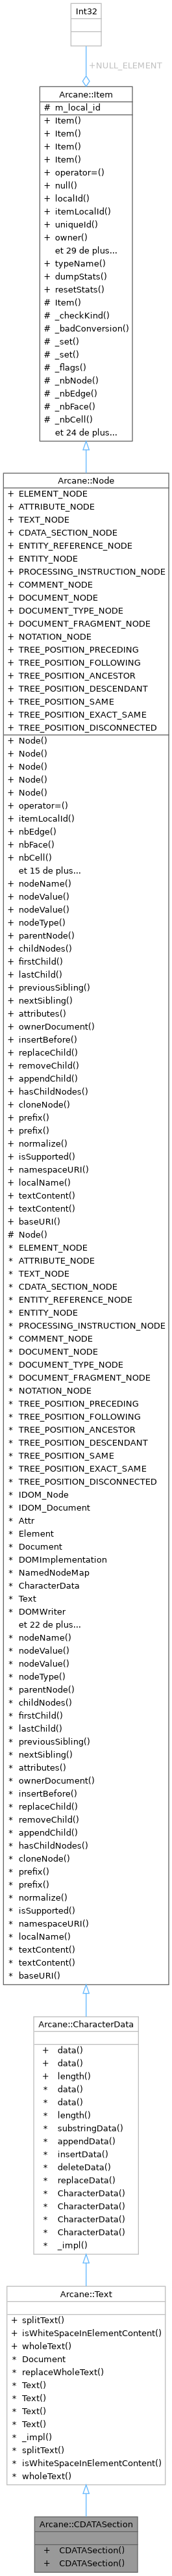 Int32
+NULL_ELEMENT
Arcane::Item
# m_local_id
+ Item()
+ Item()
+ Item()
+ Item()
+ operator=()
+ null()
+ localId()
+ itemLocalId()
+ uniqueId()
+ owner()
et 29 de plus...
+ typeName()
+ dumpStats()
+ resetStats()
# Item()
# _checkKind()
# _badConversion()
# _set()
# _set()
# _flags()
# _nbNode()
# _nbEdge()
# _nbFace()
# _nbCell()
et 24 de plus...
Arcane::Node
+ ELEMENT_NODE
+ ATTRIBUTE_NODE
+ TEXT_NODE
+ CDATA_SECTION_NODE
+ ENTITY_REFERENCE_NODE
+ ENTITY_NODE
+ PROCESSING_INSTRUCTION_NODE
+ COMMENT_NODE
+ DOCUMENT_NODE
+ DOCUMENT_TYPE_NODE
+ DOCUMENT_FRAGMENT_NODE
+ NOTATION_NODE
+ TREE_POSITION_PRECEDING
+ TREE_POSITION_FOLLOWING
+ TREE_POSITION_ANCESTOR
+ TREE_POSITION_DESCENDANT
+ TREE_POSITION_SAME
+ TREE_POSITION_EXACT_SAME
+ TREE_POSITION_DISCONNECTED
+ Node()
+ Node()
+ Node()
+ Node()
+ Node()
+ operator=()
+ itemLocalId()
+ nbEdge()
+ nbFace()
+ nbCell()
et 15 de plus...
+ nodeName()
+ nodeValue()
+ nodeValue()
+ nodeType()
+ parentNode()
+ childNodes()
+ firstChild()
+ lastChild()
+ previousSibling()
+ nextSibling()
+ attributes()
+ ownerDocument()
+ insertBefore()
+ replaceChild()
+ removeChild()
+ appendChild()
+ hasChildNodes()
+ cloneNode()
+ prefix()
+ prefix()
+ normalize()
+ isSupported()
+ namespaceURI()
+ localName()
+ textContent()
+ textContent()
+ baseURI()
# Node()
* ELEMENT_NODE
* ATTRIBUTE_NODE
* TEXT_NODE
* CDATA_SECTION_NODE
* ENTITY_REFERENCE_NODE
* ENTITY_NODE
* PROCESSING_INSTRUCTION_NODE
* COMMENT_NODE
* DOCUMENT_NODE
* DOCUMENT_TYPE_NODE
* DOCUMENT_FRAGMENT_NODE
* NOTATION_NODE
* TREE_POSITION_PRECEDING
* TREE_POSITION_FOLLOWING
* TREE_POSITION_ANCESTOR
* TREE_POSITION_DESCENDANT
* TREE_POSITION_SAME
* TREE_POSITION_EXACT_SAME
* TREE_POSITION_DISCONNECTED
* IDOM_Node
* IDOM_Document
* Attr
* Element
* Document
* DOMImplementation
* NamedNodeMap
* CharacterData
* Text
* DOMWriter
et 22 de plus...
* nodeName()
* nodeValue()
* nodeValue()
* nodeType()
* parentNode()
* childNodes()
* firstChild()
* lastChild()
* previousSibling()
* nextSibling()
* attributes()
* ownerDocument()
* insertBefore()
* replaceChild()
* removeChild()
* appendChild()
* hasChildNodes()
* cloneNode()
* prefix()
* prefix()
* normalize()
* isSupported()
* namespaceURI()
* localName()
* textContent()
* textContent()
* baseURI()
Arcane::CharacterData
+ data()
+ data()
+ length()
* data()
* data()
* length()
* substringData()
* appendData()
* insertData()
* deleteData()
* replaceData()
* CharacterData()
* CharacterData()
* CharacterData()
* CharacterData()
* _impl()
Arcane::Text
+ splitText()
+ isWhiteSpaceInElementContent()
+ wholeText()
* Document
* replaceWholeText()
* Text()
* Text()
* Text()
* Text()
* _impl()
* splitText()
* isWhiteSpaceInElementContent()
* wholeText()
Arcane::CDATASection
+ CDATASection()
+ CDATASection()